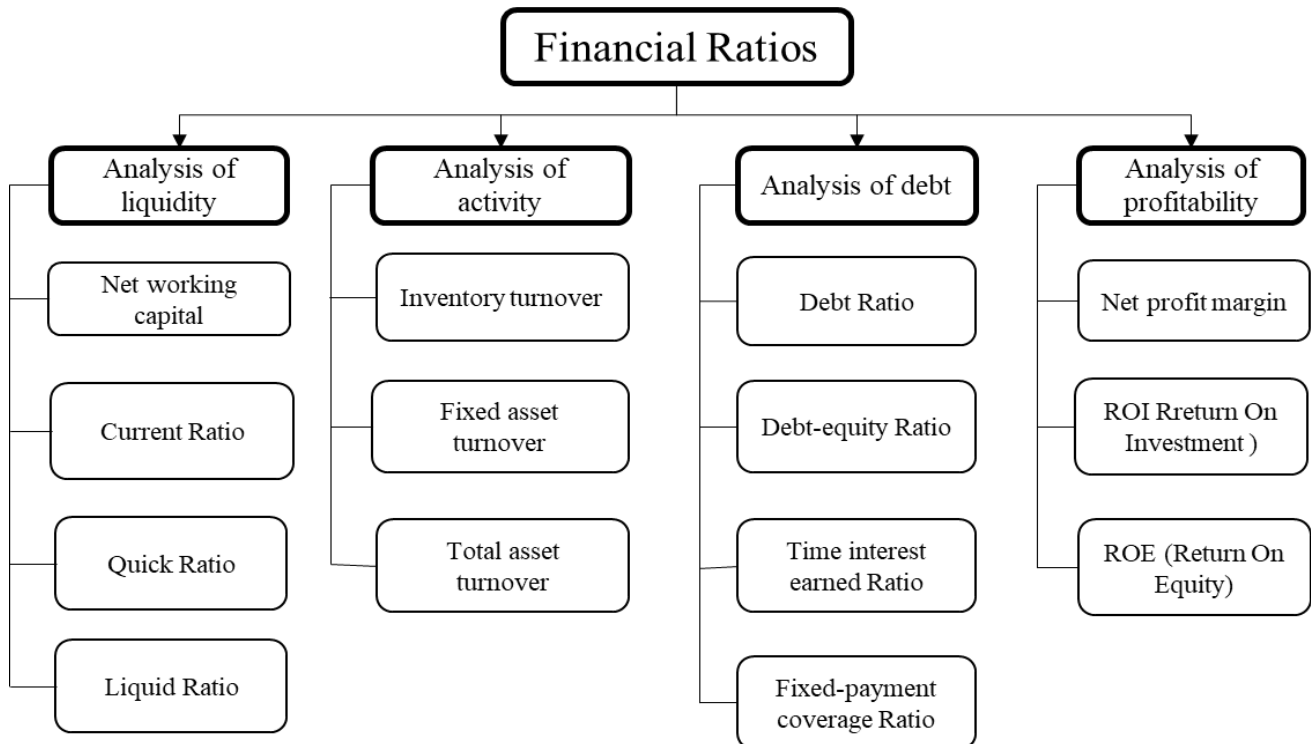 Financial Ratios
Analysis of
liquidity
Net working
capital
Current Ratio
Quick Ratio
Liquid Ratio
Analysis of
activity
Inventory turnover
Fixed asset
turnover
Total asset
turnover
Analysis of debt
Debt Ratio
Debt-equity Ratio
Time interest
earned Ratio
Fixed-payment
coverage Ratio
Analysis of
profitability
Net profit margin
ROI Rreturn On
Investment )
ROE (Return On
Equity)